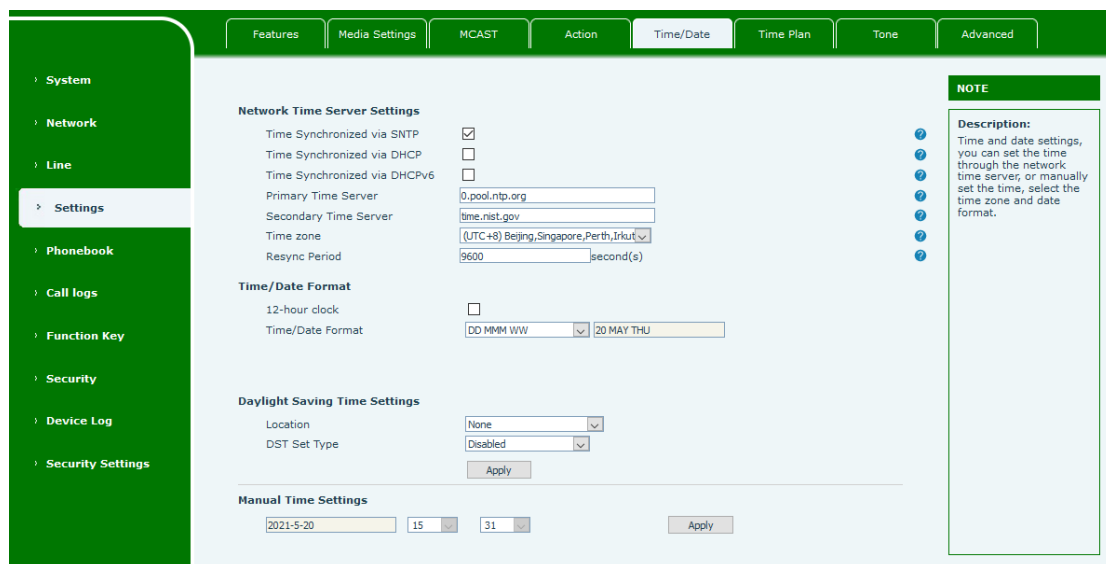 Features Media Settings MCAST Action Time/Date Time Plan Tone Advanced
System
Network
Line
Settings
Phonebook
Call logs
Function Key
Security
Device Log
Security Settings
Network Time Server Settings
Time Synchronized via SNTP
Time Synchronized via DHCP
Time Synchronized via DHCPv6
Primary Time Server 0.pool.ntp.org
Secondary Time Server time.nist.gov
Time zone (UTC+8) Beijing,Singapore,Perth,Irkut
Resync Period 9600 second(s)
Time/Date Format
12-hour clock
Time/Date Format DD MMM WW 20 MAY THU
Daylight Saving Time Settings
Location None
DST Set Type Disabled
Apply
Manual Time Settings
2021-5-20 15 31 Apply
NOTE
Description:
Time and date settings,
you can set the time
through the network
time server, or manually
set the time, select the
time zone and date
format.